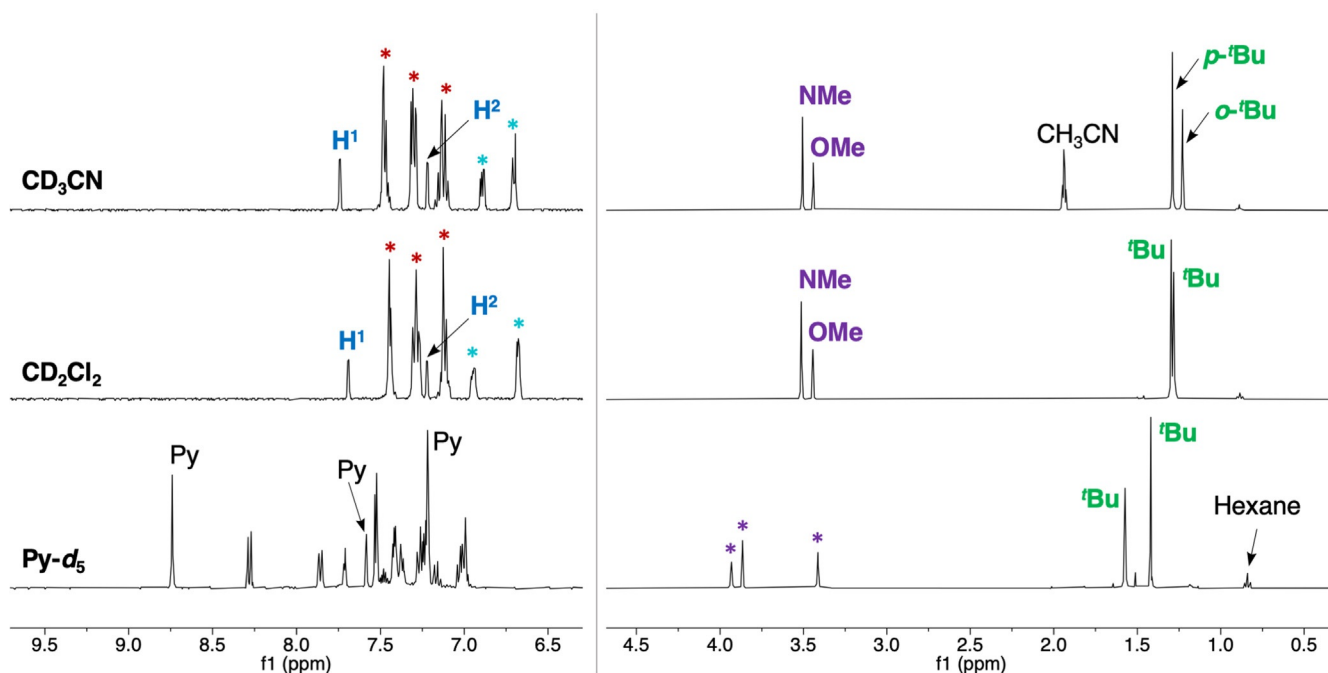 * * * p-ᵗBu
NMe o-ᵗBu
H¹ H² * OMe CH₃CN
*
CD₃CN
* * * ᵗBu
NMe ᵗBu
H² * OMe
H¹ *
CD₂Cl₂
Py Py Py ᵗBu
ᵗBu
Hexane
* * *
Py-d₅
9.5 9.0 8.5 8.0 7.5 7.0 6.5 4.5 4.0 3.5 3.0 2.5 2.0 1.5 1.0 0.5
f1 (ppm) f1 (ppm)